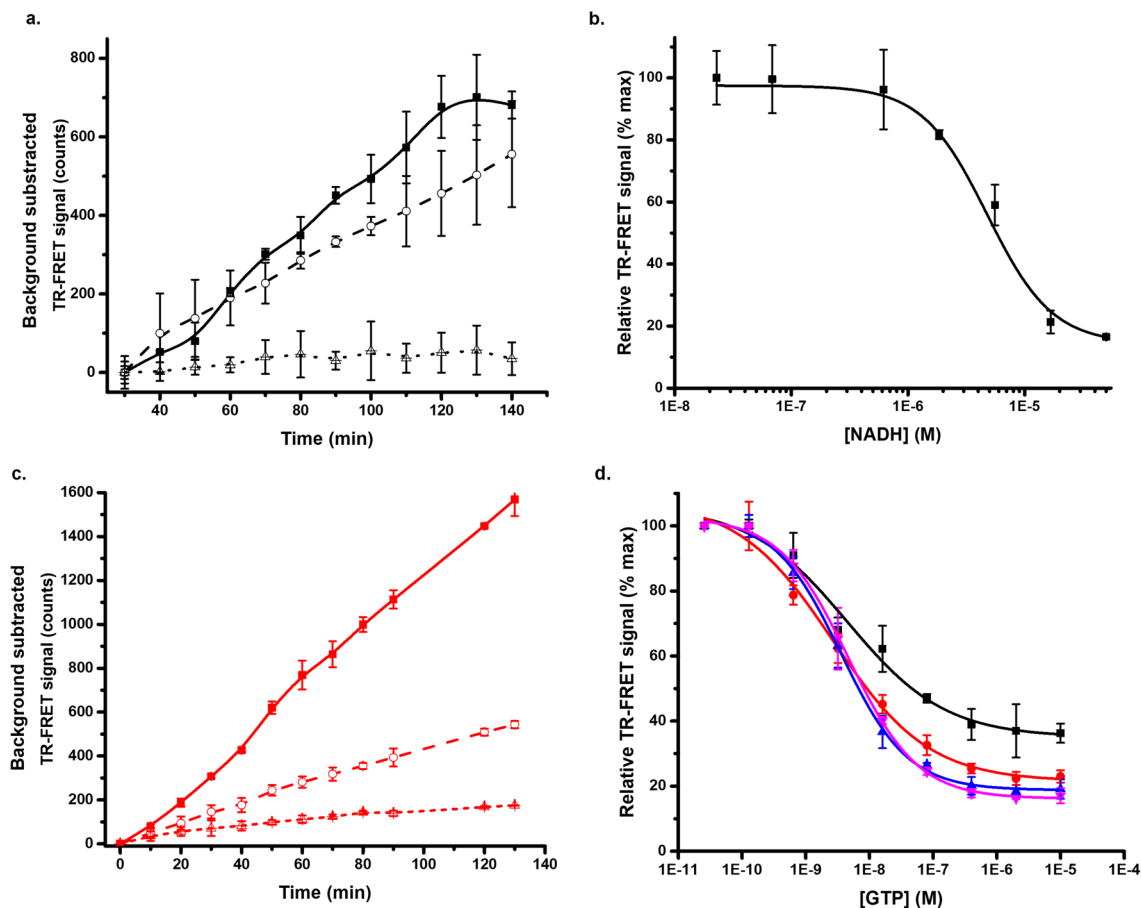 a.
Background substracted
TR-FRET signal (counts)
800
600
400
200
0
40 60 80 100 120 140
Time (min)
b.
Relative TR-FRET signal (% max)
100
80
60
40
20
0
1E-8 1E-7 1E-6 1E-5
[NADH] (M)
c.
Background subtracted
TR-FRET signal (counts)
1600
1400
1200
1000
800
600
400
200
0
0 20 40 60 80 100 120 140
Time (min)
d.
Relative TR-FRET signal (% max)
100
80
60
40
20
0
1E-11 1E-10 1E-9 1E-8 1E-7 1E-6 1E-5 1E-4
[GTP] (M)